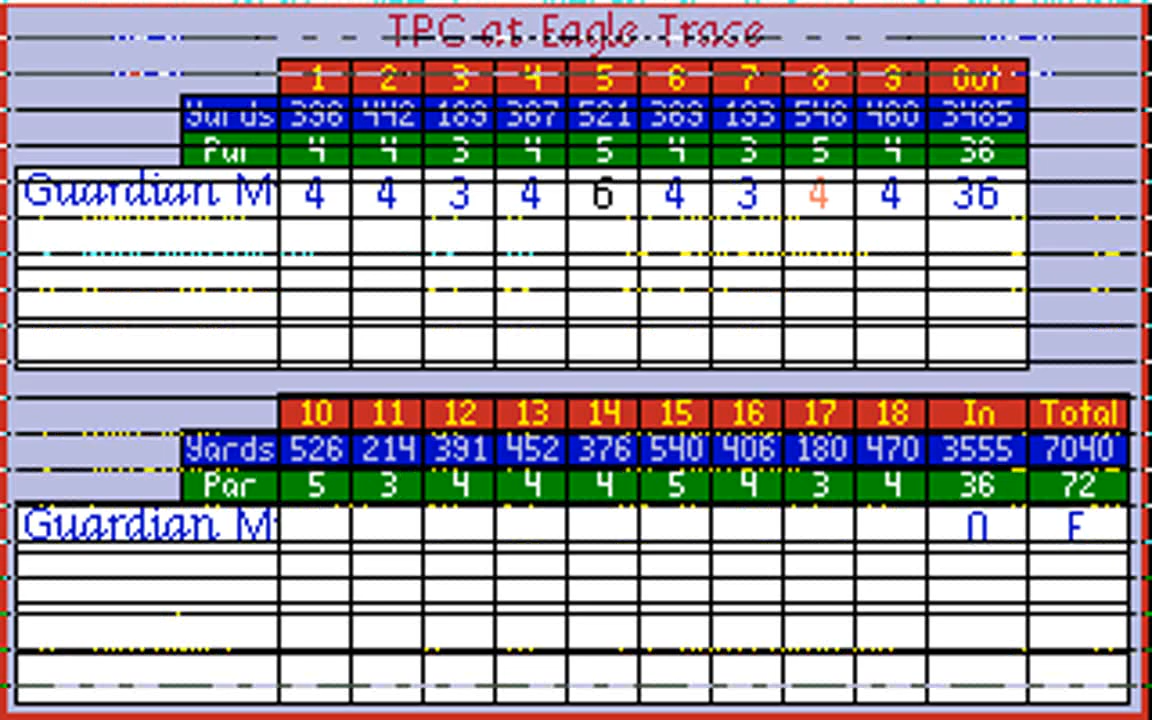 TPC at Eagle Trace
1 2 3 4 5 6 7 8 9 Out
Yards 396 442 189 367 521 369 193 548 460 3485
Par 4 4 3 4 5 4 3 5 4 36
Guardian M 4 4 3 4 6 4 3 4 4 36
10 11 12 13 14 15 16 17 18 In Total
Yards 526 214 391 452 376 540 406 180 470 3555 7040
Par 5 3 4 4 4 5 4 3 4 36 72
Guardian M